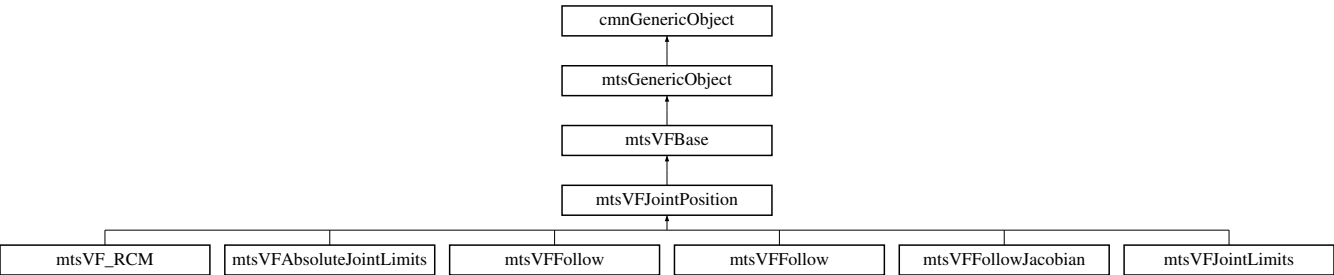 cmnGenericObject
mtsGenericObject
mtsVFBase
mtsVFJointPosition
mtsVF_RCM mtsVFAbsoluteJointLimits mtsVFFollow mtsVFFollow mtsVFFollowJacobian mtsVFJointLimits